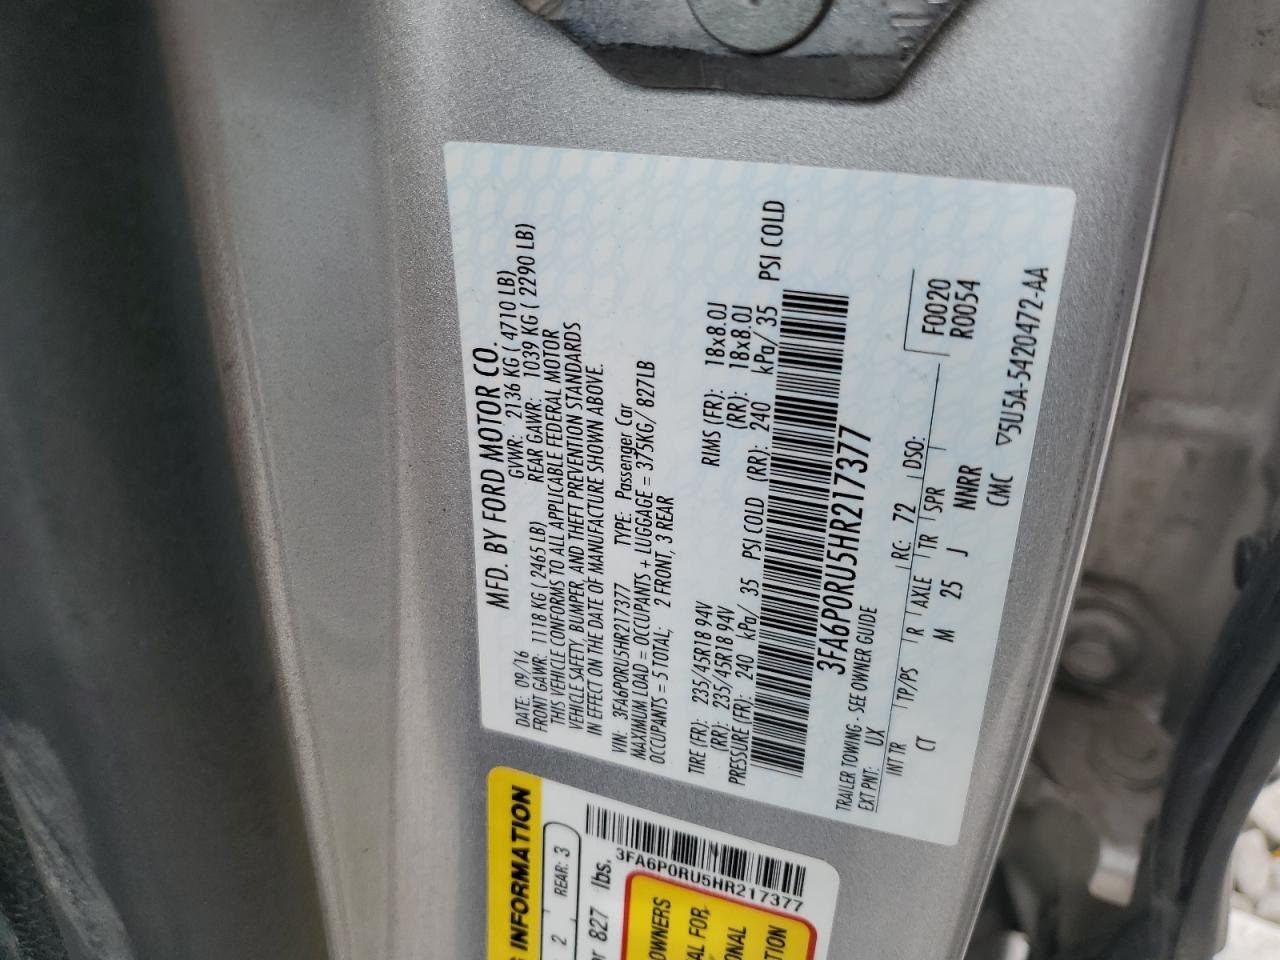 MFD. BY FORD MOTOR CO.
DATE: 09/16 GVWR: 2136 KG ( 4710 LB)
FRONT GAWR: 1118 KG ( 2465 LB) REAR GAWR: 1039 KG ( 2290 LB)
THIS VEHICLE CONFORMS TO ALL APPLICABLE FEDERAL MOTOR
VEHICLE SAFETY, BUMPER, AND THEFT PREVENTION STANDARDS
IN EFFECT ON THE DATE OF MANUFACTURE SHOWN ABOVE.
VIN: 3FA6P0RU5HR217377 TYPE: Passenger Car
MAXIMUM LOAD = OCCUPANTS + LUGGAGE = 375KG/ 827LB
OCCUPANTS = 5 TOTAL: 2 FRONT, 3 REAR
TIRE (FR): 235/45R18 94V RIMS (FR): 18x8.0J
(RR): 235/45R18 94V (RR): 18x8.0J
PRESSURE (FR): 240 kPa/ 35 PSI COLD (RR): 240 kPa/ 35 PSI COLD
3FA6P0RU5HR217377
TRAILER TOWING - SEE OWNER GUIDE
EXT PNT: UX RC: 72 DSO: F0020
R0054
INT TR TP/PS R AXLE TR SPR
CT M 25 J NNRR
CMC
▽5U5A-5420472-AA
INFORMATION
2 REAR: 3
827 lbs.
3FA6P0RU5HR217377
OWNERS